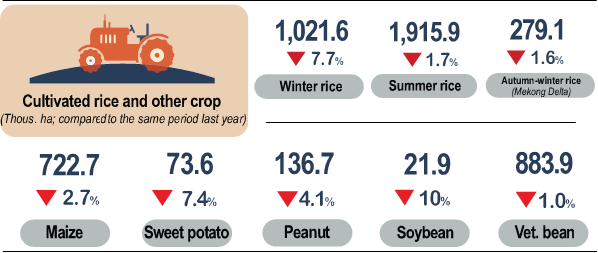 Cultivated rice and other crop
(Thous. ha; compared to the same period last year)
1,021.6
7.7%
Winter rice
1,915.9
1.7%
Summer rice
279.1
1.6%
Autumn-winter rice
(Mekong Delta)
722.7
2.7%
Maize
73.6
7.4%
Sweet potato
136.7
4.1%
Peanut
21.9
10%
Soybean
883.9
1.0%
Vet. bean